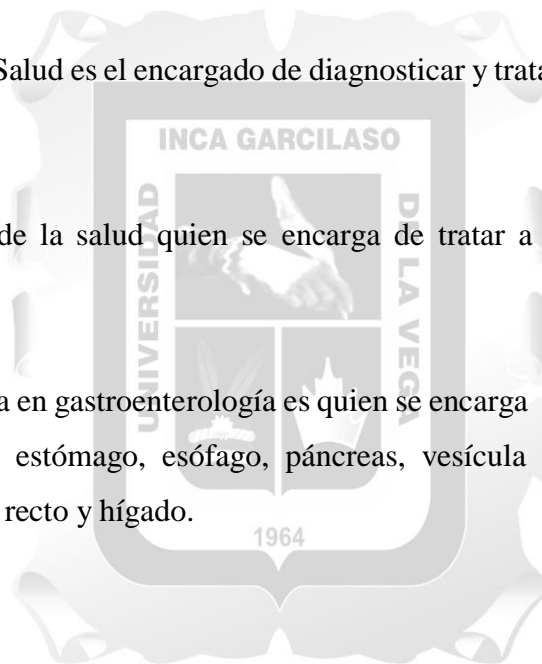 Salud es el encargado de diagnosticar y trata
INCA GARCILASO
UNIVERSIDAD
DE LA VEGA
de la salud quien se encarga de tratar a
a en gastroenterología es quien se encarga
estómago, esófago, páncreas, vesícula
recto y hígado.
1964